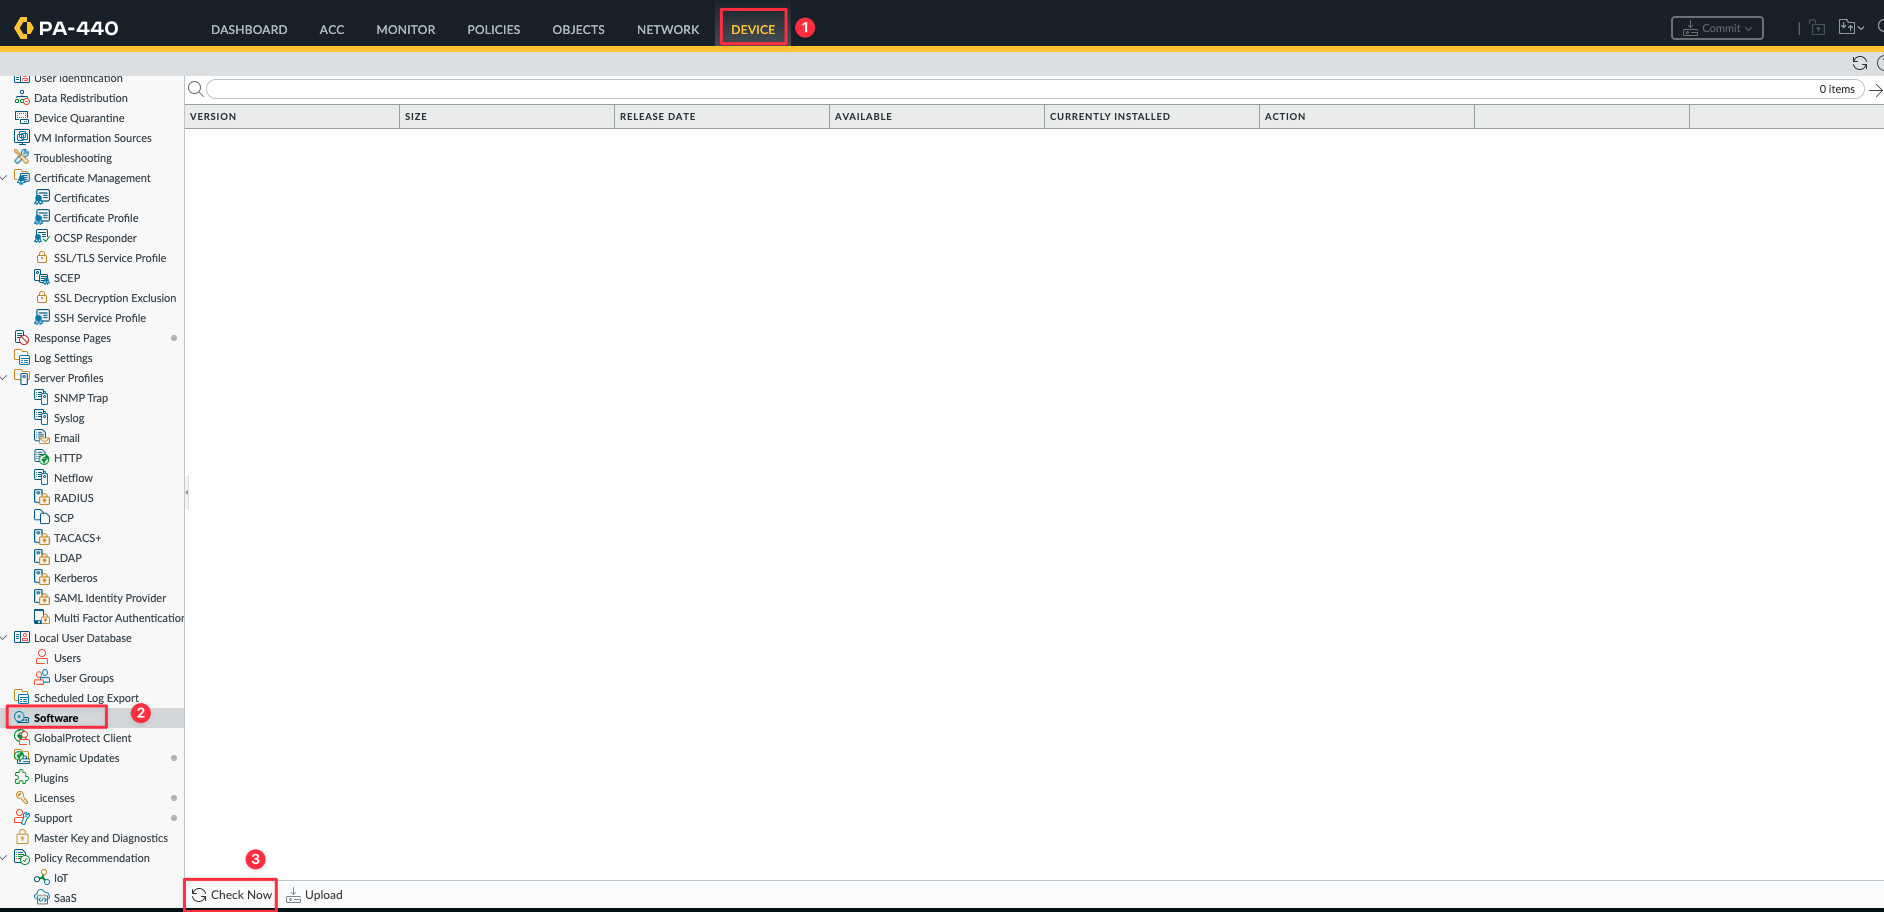 PA-440 DASHBOARD ACC MONITOR POLICIES OBJECTS NETWORK DEVICE 1 Commit
0 items
VERSION SIZE RELEASE DATE AVAILABLE CURRENTLY INSTALLED ACTION
User Identification
Data Redistribution
Device Quarantine
VM Information Sources
Troubleshooting
Certificate Management
Certificates
Certificate Profile
OCSP Responder
SSL/TLS Service Profile
SCEP
SSL Decryption Exclusion
SSH Service Profile
Response Pages
Log Settings
Server Profiles
SNMP Trap
Syslog
Email
HTTP
Netflow
RADIUS
SCP
TACACS+
LDAP
Kerberos
SAML Identity Provider
Multi Factor Authentication
Local User Database
Users
User Groups
Scheduled Log Export
Software 2
GlobalProtect Client
Dynamic Updates
Plugins
Licenses
Support
Master Key and Diagnostics
Policy Recommendation
IoT
SaaS
3
Check Now Upload